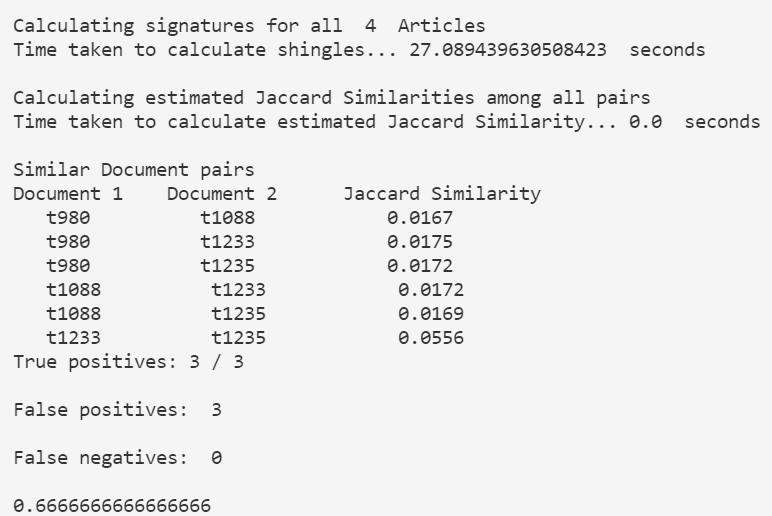 Calculating signatures for all  4  Articles
Time taken to calculate shingles... 27.089439630508423  seconds
Calculating estimated Jaccard Similarities among all pairs
Time taken to calculate estimated Jaccard Similarity... 0.0  seconds
Similar Document pairs
Document 1    Document 2      Jaccard Similarity
   t980          t1088            0.0167
   t980          t1233            0.0175
   t980          t1235            0.0172
   t1088          t1233            0.0172
   t1088          t1235            0.0169
   t1233          t1235            0.0556
True positives: 3 / 3
False positives:  3
False negatives:  0
0.6666666666666666